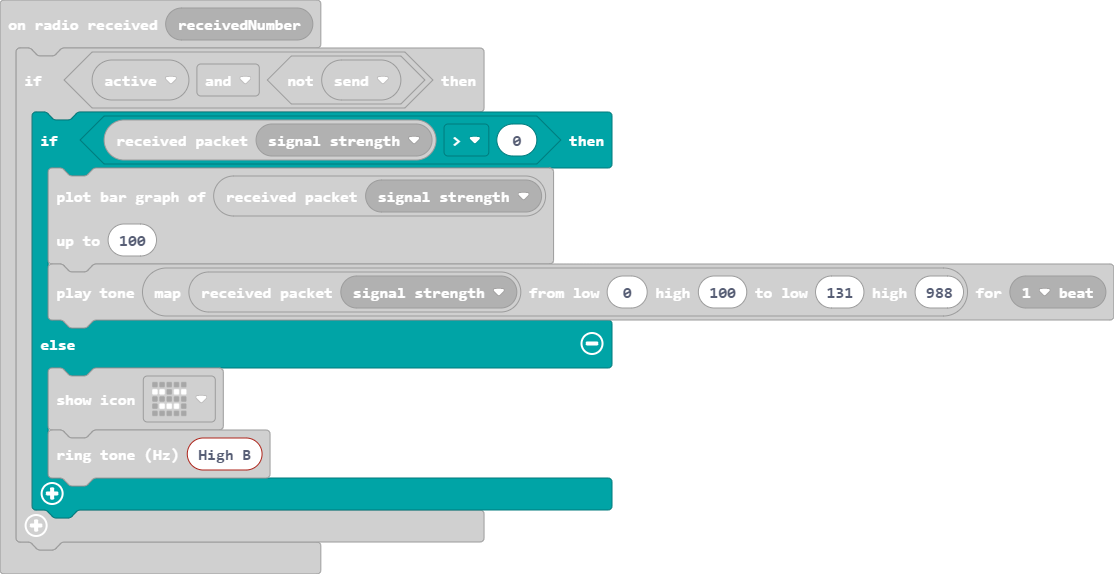 on radio received receivedNumber
if active and not send then
if received packet signal strength > 0 then
plot bar graph of received packet signal strength
up to 100
play tone map received packet signal strength from low 0 high 100 to low 131 high 988 for 1 beat
else
show icon
ring tone (Hz) High B